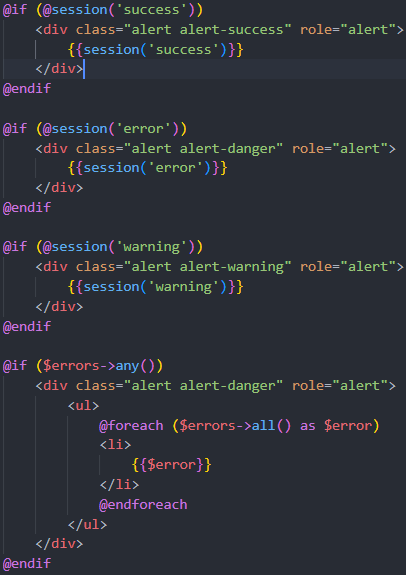 @if (@session('success'))
    <div class="alert alert-success" role="alert">
        {{session('success')}}
    </div>
@endif

@if (@session('error'))
    <div class="alert alert-danger" role="alert">
        {{session('error')}}
    </div>
@endif

@if (@session('warning'))
    <div class="alert alert-warning" role="alert">
        {{session('warning')}}
    </div>
@endif

@if ($errors->any())
    <div class="alert alert-danger" role="alert">
        <ul>
            @foreach ($errors->all() as $error)
            <li>
                {{$error}}
            </li>
            @endforeach
        </ul>
    </div>
@endif